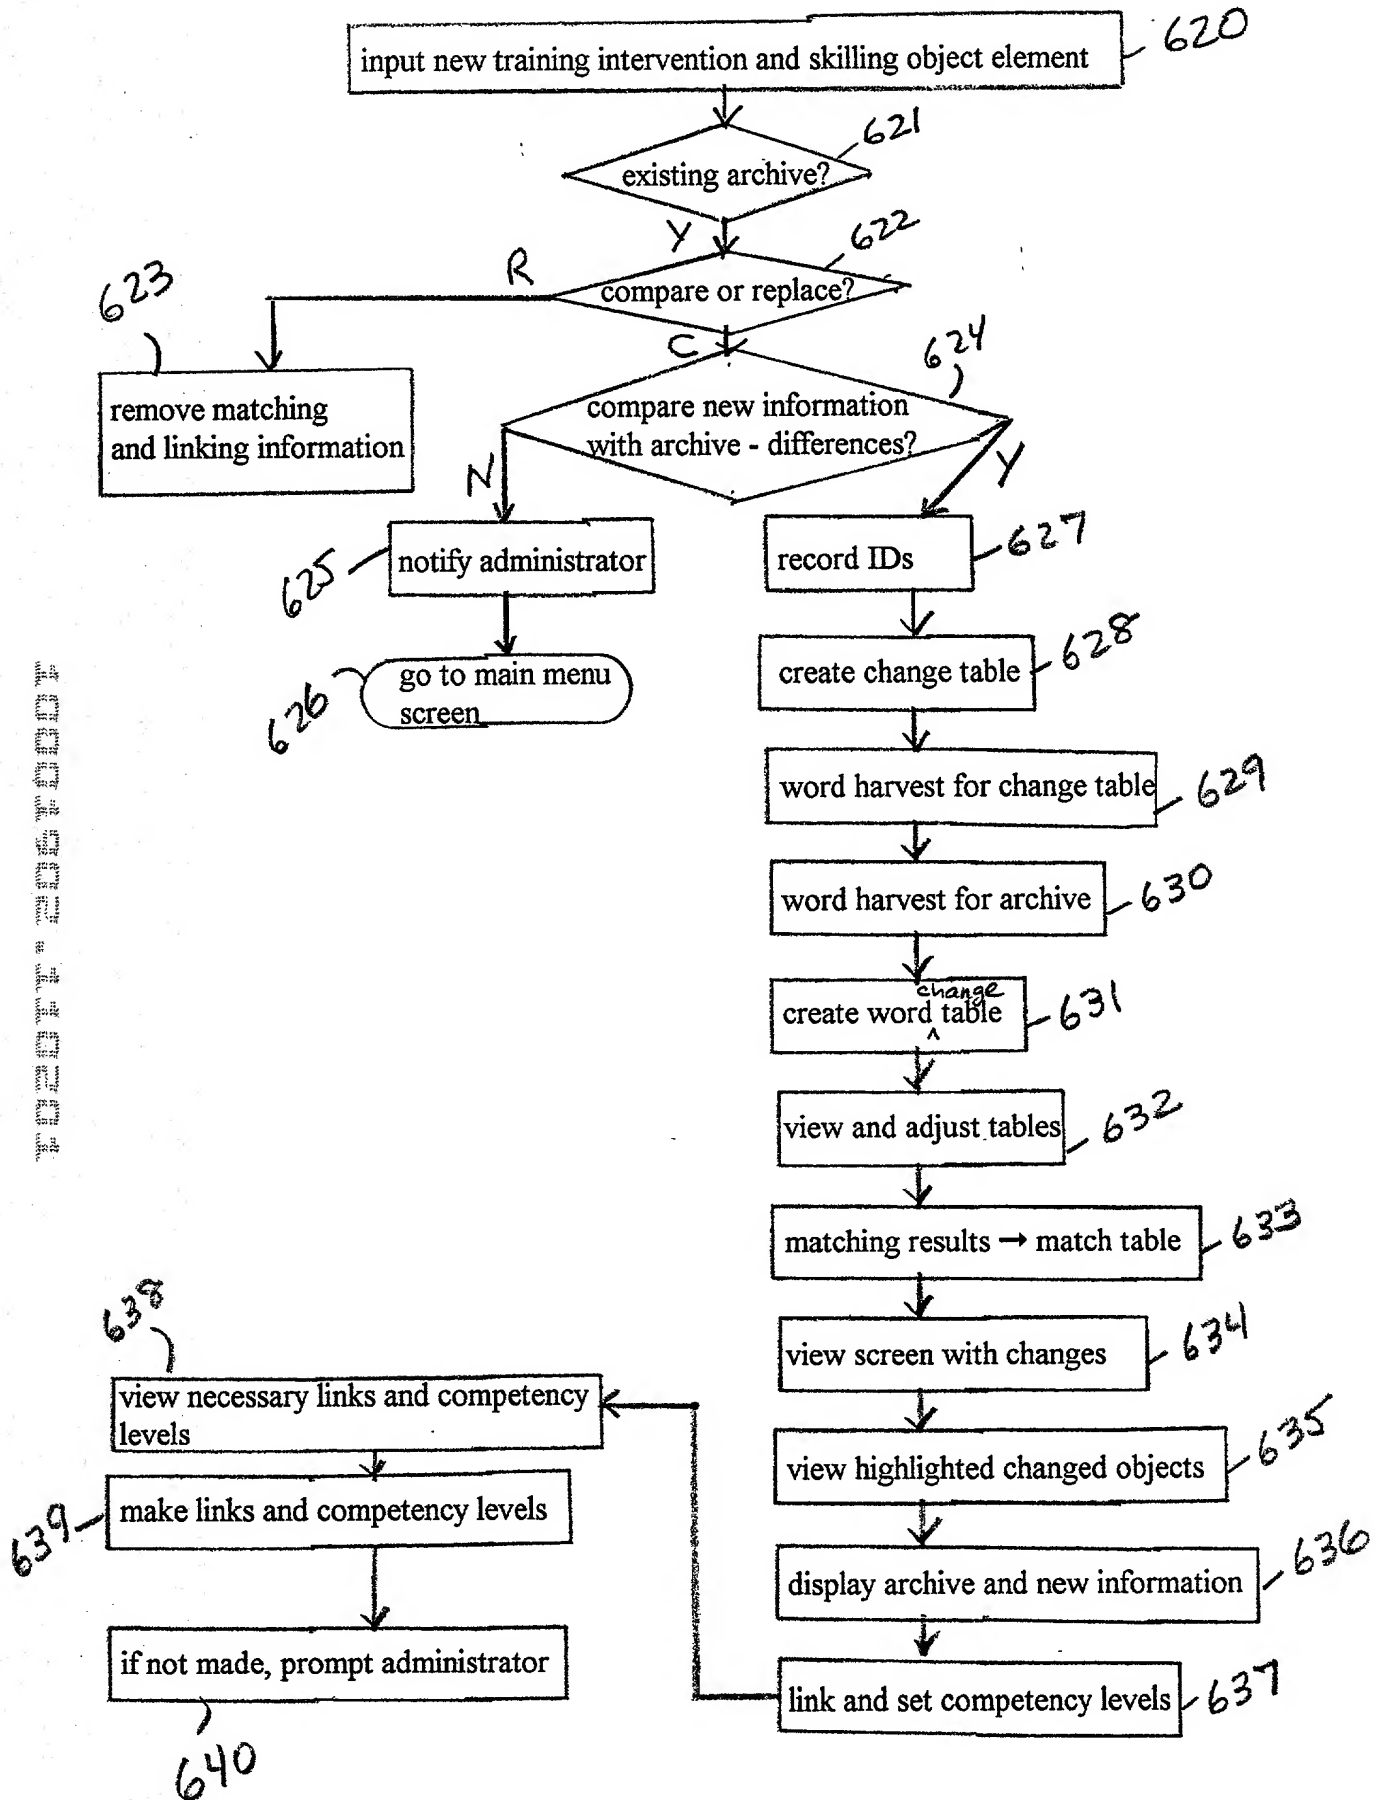 input new training intervention and skilling object element
620
existing archive?
621
Y
compare or replace?
622
R
623
remove matching
and linking information
C
compare new information
with archive - differences?
624
N
Y
notify administrator
625
go to main menu
screen
626
record IDs
627
create change table
628
word harvest for change table
629
word harvest for archive
630
change
create word ^ table
631
view and adjust tables
632
matching results → match table
633
view screen with changes
634
view highlighted changed objects
635
display archive and new information
636
link and set competency levels
637
638
view necessary links and competency
levels
make links and competency levels
639
if not made, prompt administrator
640
10001902.110201